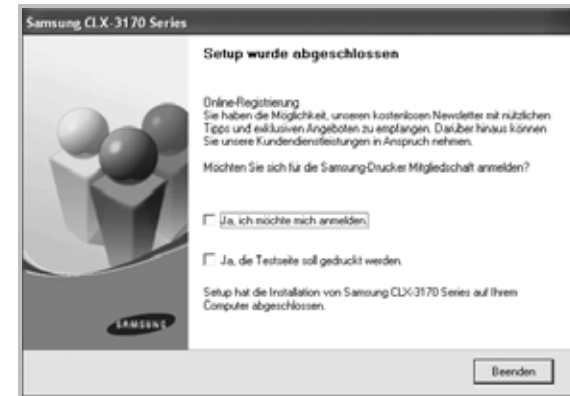 Samsung CLX-3170 Series
Setup wurde abgeschlossen
Online-Registrierung
Sie haben die Möglichkeit, unseren kostenlosen Newsletter mit nützlichen
Tipps und exklusiven Angeboten zu empfangen. Darüber hinaus können
Sie unsere Kundendienstleistungen in Anspruch nehmen.
Möchten Sie sich für die Samsung-Drucker Mitgliedschaft anmelden?
Ja, ich möchte mich anmelden.
Ja, die Testseite soll gedruckt werden.
Setup hat die Installation von Samsung CLX-3170 Series auf Ihrem
Computer abgeschlossen.
SAMSUNG
Beenden